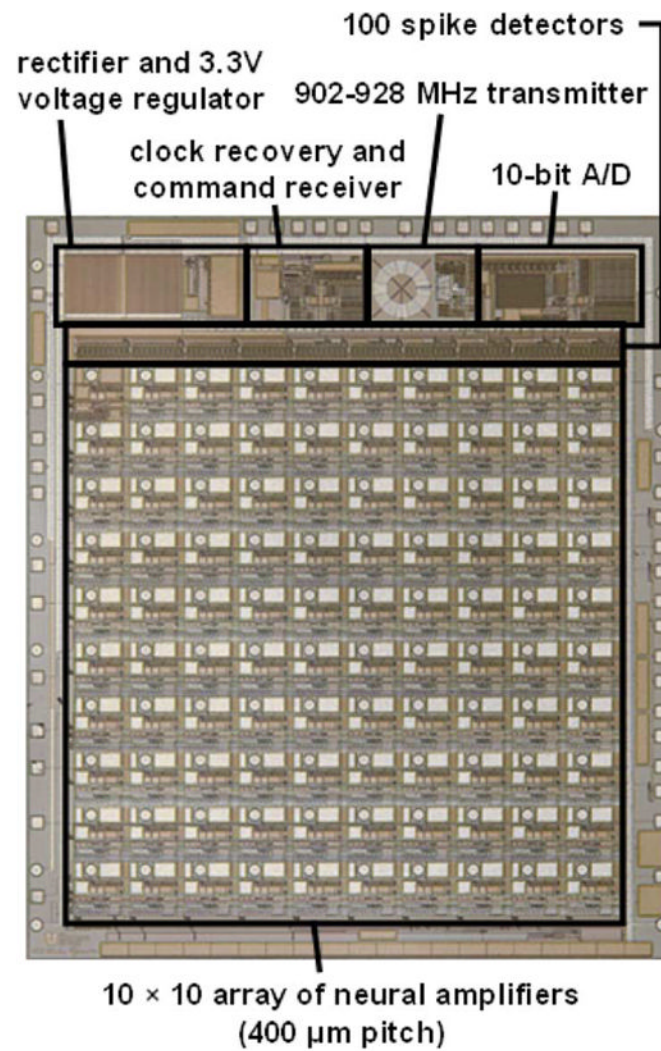 100 spike detectors
rectifier and 3.3V
voltage regulator
902-928 MHz transmitter
clock recovery and
command receiver
10-bit A/D
10 × 10 array of neural amplifiers
(400 µm pitch)